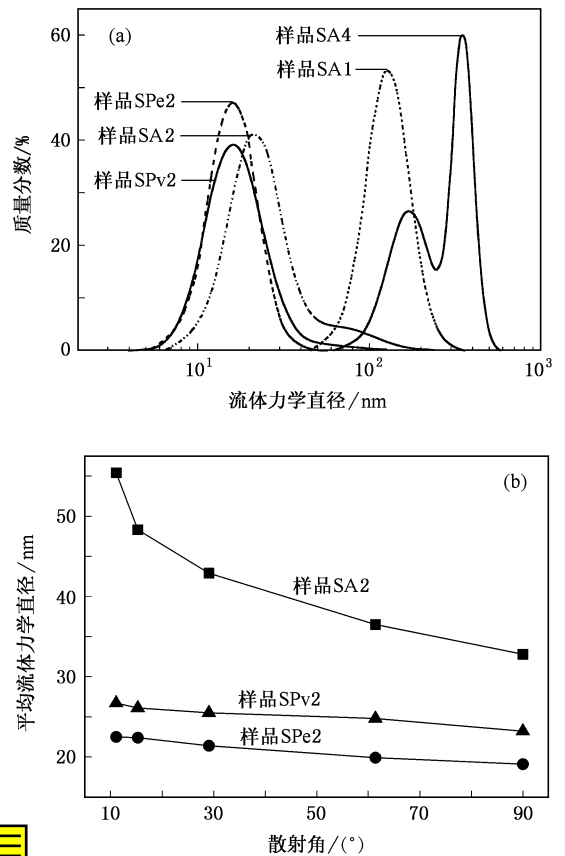 (a)
样品SA4
样品SA1
样品SPe2
样品SA2
样品SPv2
质量分数/%
60
40
20
0
10¹
10²
10³
流体力学直径/nm
(b)
样品SA2
样品SPv2
样品SPe2
平均流体力学直径/nm
50
40
30
20
10
30
50
70
90
散射角/(°)